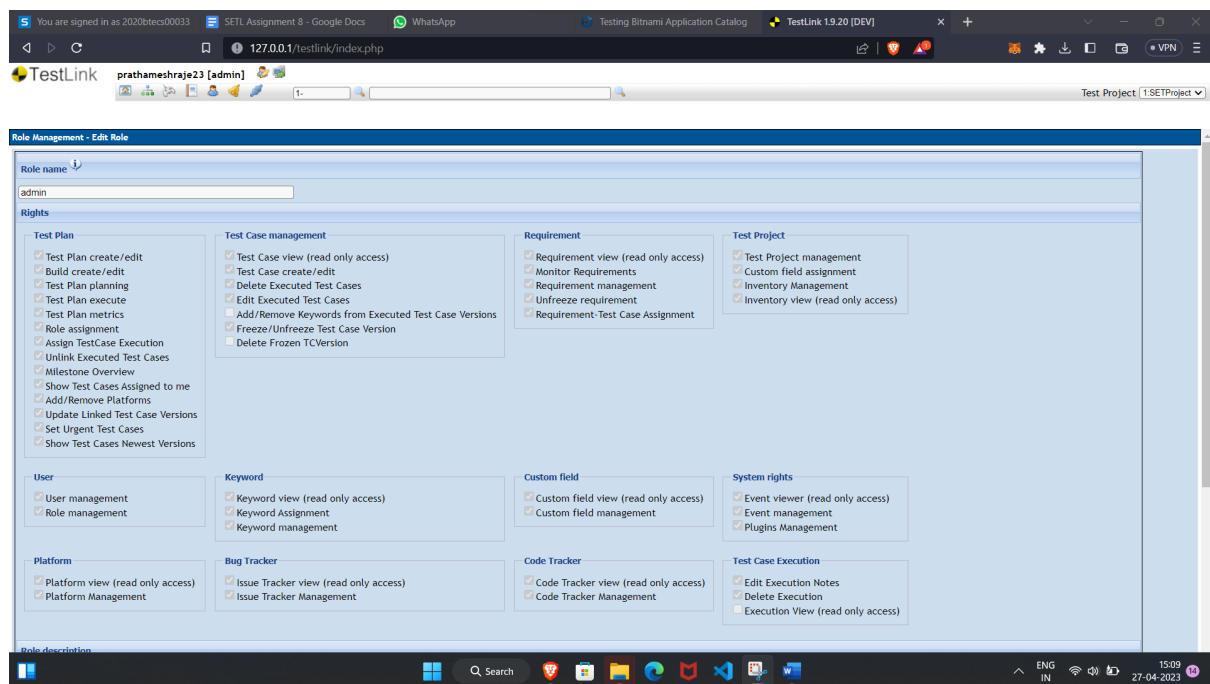 You are signed in as 2020btecs00033
SETL Assignment 8 - Google Docs
WhatsApp
Testing Bitnami Application Catalog
TestLink 1.9.20 [DEV]
127.0.0.1/testlink/index.php
VPN
TestLink
prathameshraje23 [admin]
1-
Test Project
1:SETProject
Role Management - Edit Role
Role name
admin
Rights
Test Plan
Test Plan create/edit
Build create/edit
Test Plan planning
Test Plan execute
Test Plan metrics
Role assignment
Assign TestCase Execution
Unlink Executed Test Cases
Milestone Overview
Show Test Cases Assigned to me
Add/Remove Platforms
Update Linked Test Case Versions
Set Urgent Test Cases
Show Test Cases Newest Versions
Test Case management
Test Case view (read only access)
Test Case create/edit
Delete Executed Test Cases
Edit Executed Test Cases
Add/Remove Keywords from Executed Test Case Versions
Freeze/Unfreeze Test Case Version
Delete Frozen TCVersion
Requirement
Requirement view (read only access)
Monitor Requirements
Requirement management
Unfreeze requirement
Requirement-Test Case Assignment
Test Project
Test Project management
Custom field assignment
Inventory Management
Inventory view (read only access)
User
User management
Role management
Keyword
Keyword view (read only access)
Keyword Assignment
Keyword management
Custom field
Custom field view (read only access)
Custom field management
System rights
Event viewer (read only access)
Event management
Plugins Management
Platform
Platform view (read only access)
Platform Management
Bug Tracker
Issue Tracker view (read only access)
Issue Tracker Management
Code Tracker
Code Tracker view (read only access)
Code Tracker Management
Test Case Execution
Edit Execution Notes
Delete Execution
Execution View (read only access)
Role description
Search
ENG
IN
15:09
27-04-2023
14